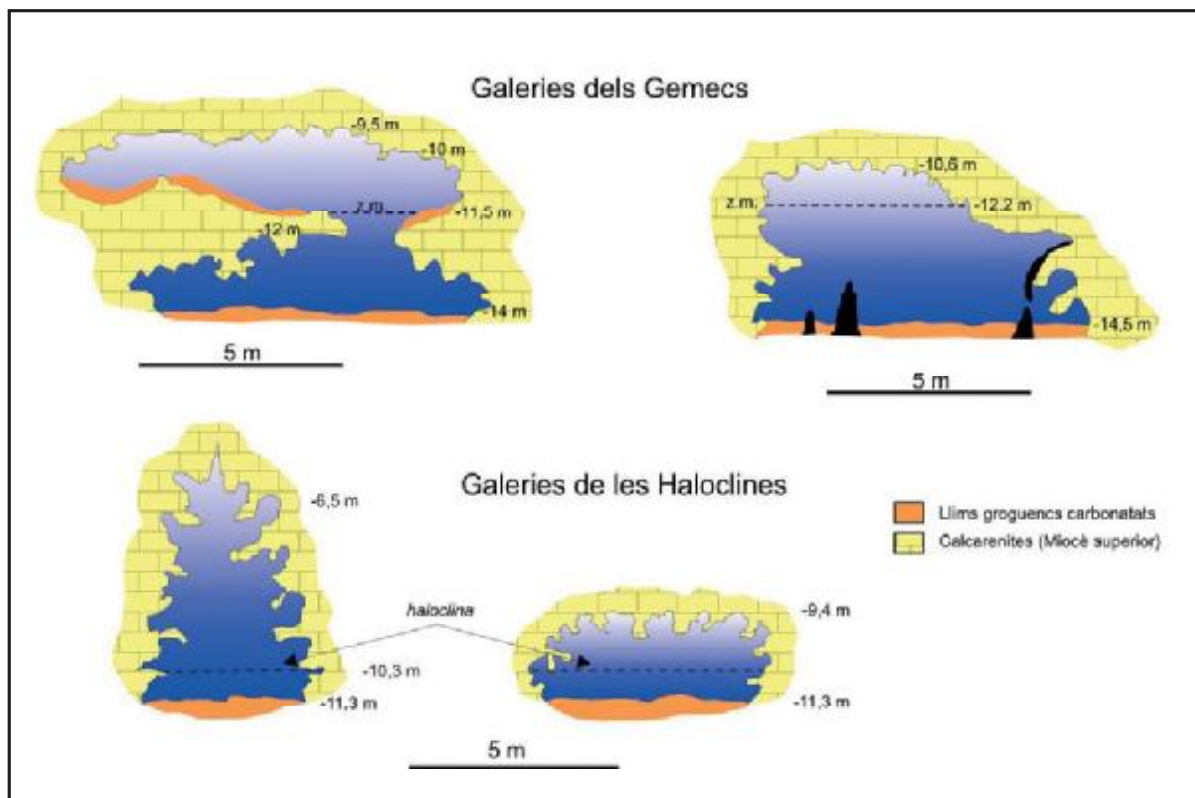 Galeries dels Gemecs
-9,5 m
-10 m
z.m.
-11,5 m
-12 m
-14 m
5 m
-10,6 m
z.m.
-12,2 m
-14,5 m
5 m
Galeries de les Haloclines
-6,5 m
haloclina
-10,3 m
-11,3 m
-9,4 m
-11,3 m
5 m
Llims groguencs carbonatats
Calcarenites (Miocè superior)